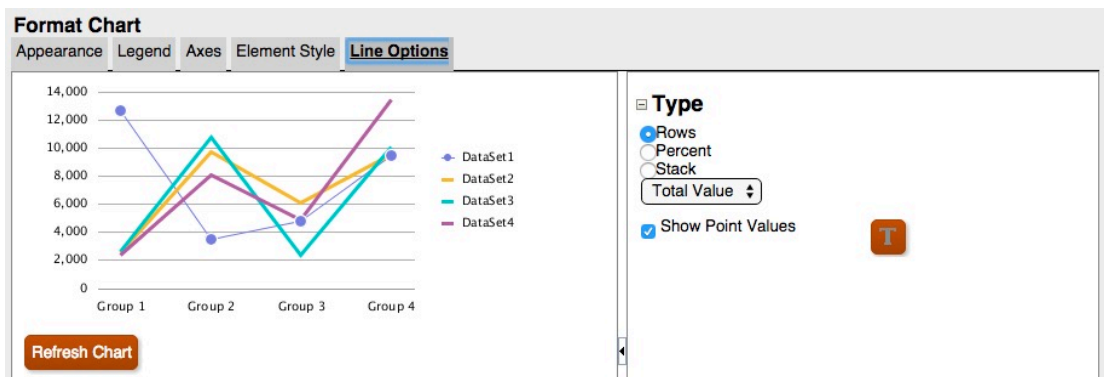 Format Chart
Appearance Legend Axes Element Style Line Options
14,000
12,000
10,000
8,000
6,000
4,000
2,000
0
Group 1 Group 2 Group 3 Group 4
DataSet1
DataSet2
DataSet3
DataSet4
Refresh Chart
Type
Rows
Percent
Stack
Total Value
Show Point Values
T